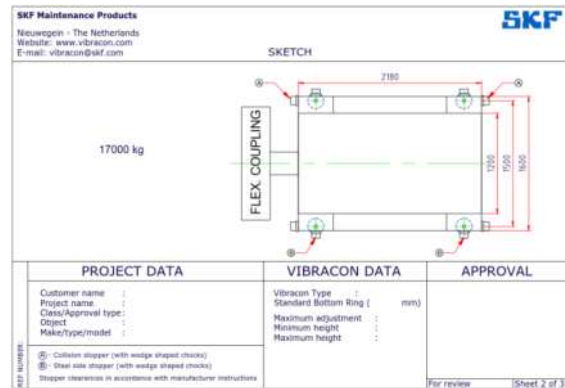 SKF Maintenance Products
SKF
Nieuwegein - The Netherlands
Website: www.vibracon.com
E-mail: vibracon@skf.com
SKETCH
2180
A
A
17000 kg
FLEX. COUPLING
1200
1500
1600
B
B
PROJECT DATA
VIBRACON DATA
APPROVAL
Customer name :
Project name :
Class/Approval type :
Object :
Make/type/model :
Vibracon Type :
Standard Bottom Ring ( mm)
Maximum adjustment :
Minimum height :
Maximum height :
A - Collision stopper (with wedge shaped chocks)
B - Steel side stopper (with wedge shaped chocks)
Stopper clearances in accordance with manufacturer instructions
REF NUMBER:
For review
Sheet 2 of 3